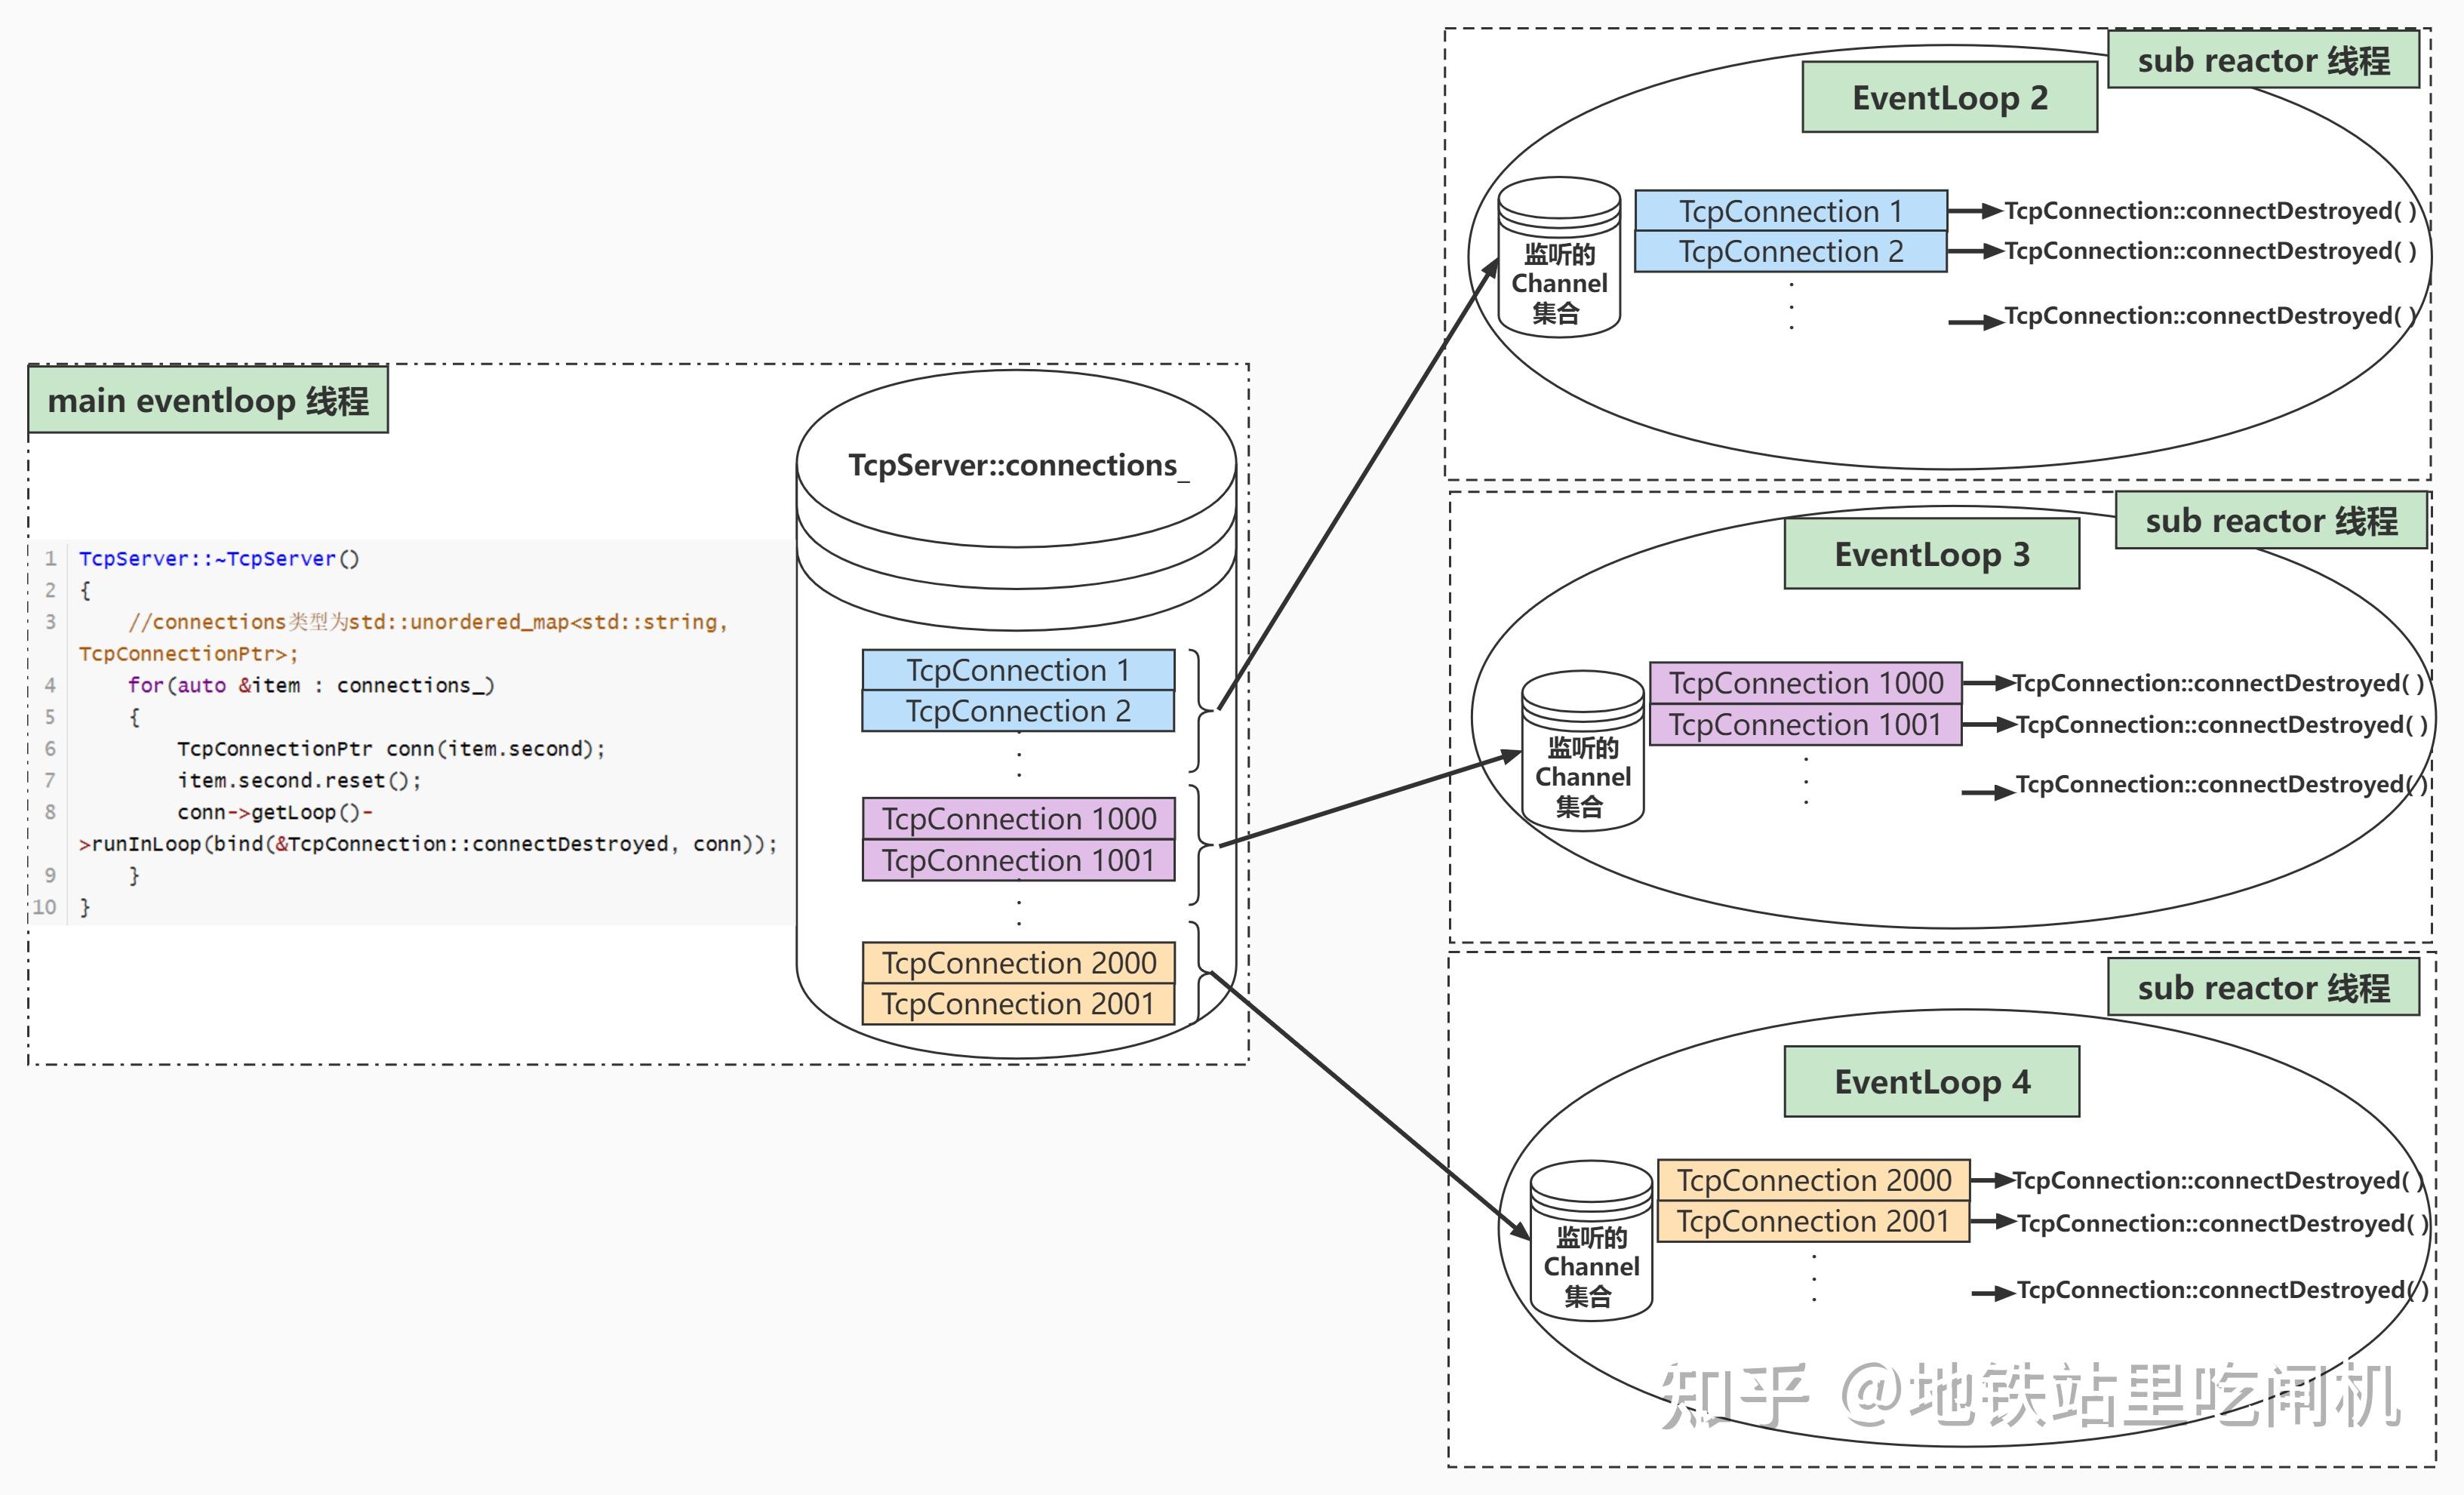 main eventloop 线程
1 TcpServer::~TcpServer()
2 {
3 //connections类型为std::unordered_map<std::string,
TcpConnectionPtr>;
4 for(auto &item : connections_)
5 {
6 TcpConnectionPtr conn(item.second);
7 item.second.reset();
8 conn->getLoop()-
>runInLoop(bind(&TcpConnection::connectDestroyed, conn));
9 }
10 }
TcpServer::connections_
TcpConnection 1
TcpConnection 2
TcpConnection 1000
TcpConnection 1001
TcpConnection 2000
TcpConnection 2001
sub reactor 线程
EventLoop 2
监听的
Channel
集合
TcpConnection 1
TcpConnection::connectDestroyed( )
TcpConnection 2
TcpConnection::connectDestroyed( )
TcpConnection::connectDestroyed( )
sub reactor 线程
EventLoop 3
监听的
Channel
集合
TcpConnection 1000
TcpConnection::connectDestroyed( )
TcpConnection 1001
TcpConnection::connectDestroyed( )
TcpConnection::connectDestroyed( )
sub reactor 线程
EventLoop 4
监听的
Channel
集合
TcpConnection 2000
TcpConnection::connectDestroyed( )
TcpConnection 2001
TcpConnection::connectDestroyed( )
TcpConnection::connectDestroyed( )
知乎 @地铁站里吃闸机